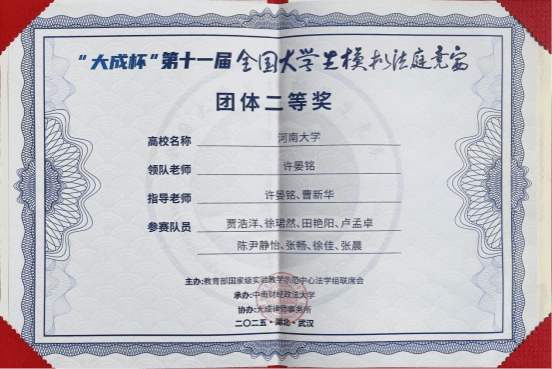 “大成杯”第十一届全国大学生模拟法庭竞赛
团体二等奖
高校名称 河南大学
领队老师 许晏铭
指导老师 许晏铭、曹新华
参赛队员 贾浩洋、徐珺然、田艳阳、卢孟卓
陈尹静怡、张畅、徐佳、张晨
主办:教育部国家级实验教学示范中心法学组联席会
承办:中南财经政法大学
协办:大成律师事务所
二〇二五·湖北·武汉